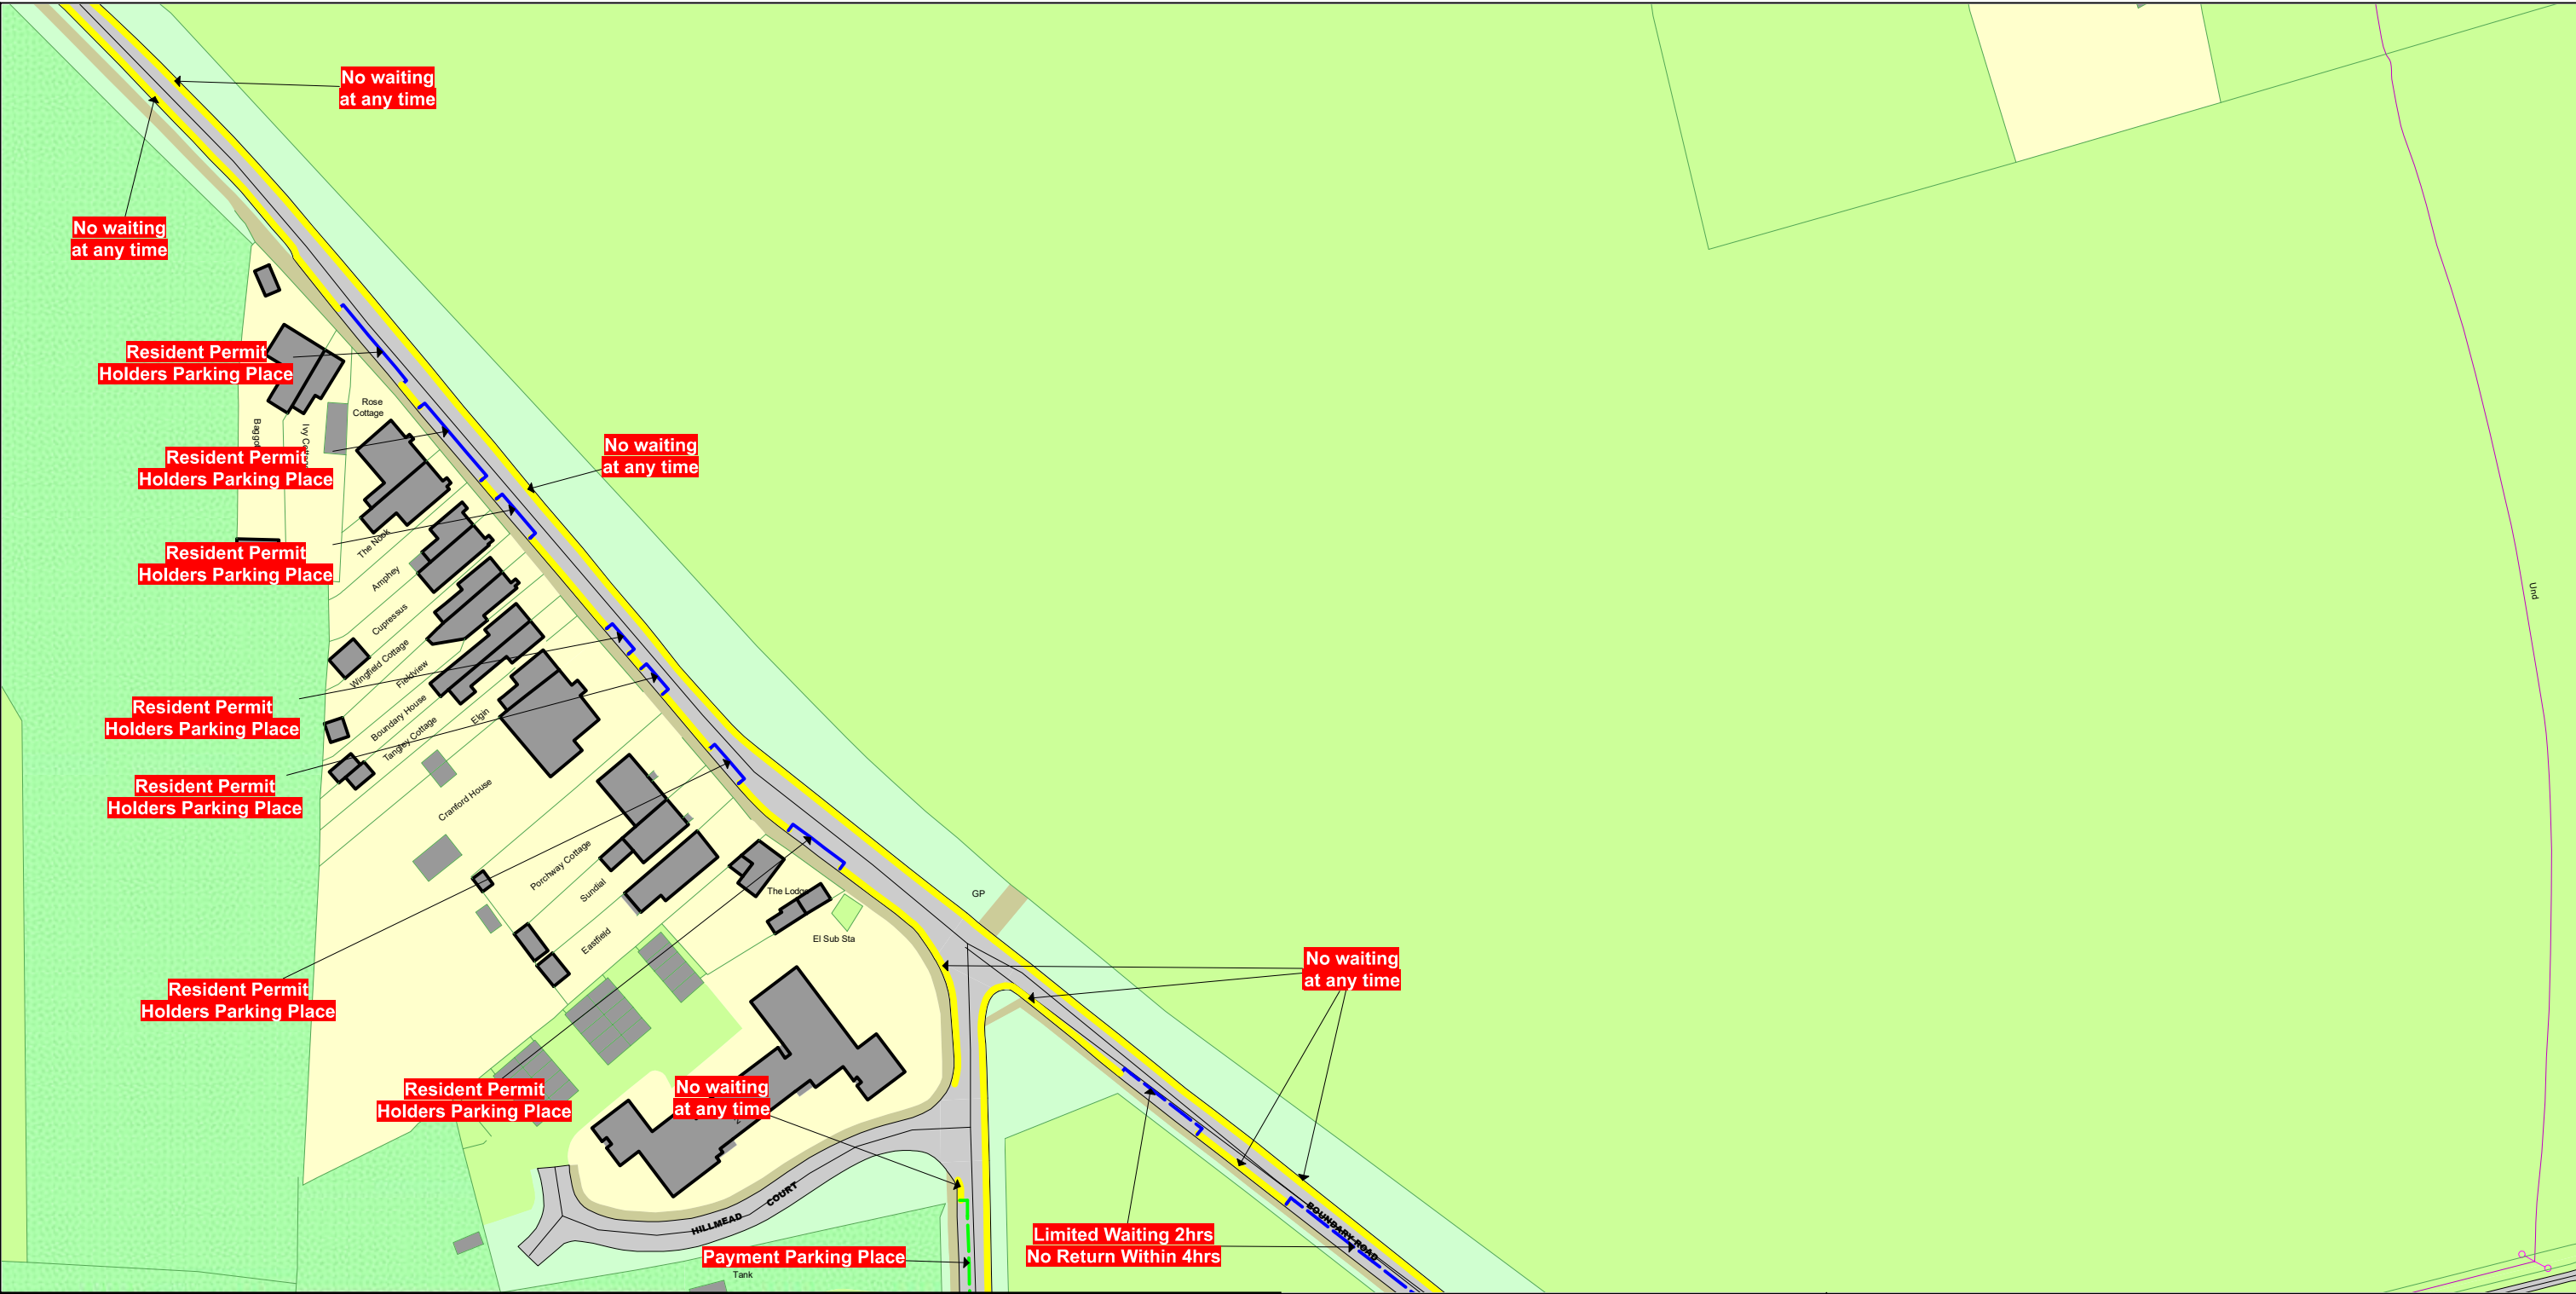 No waiting
at any time
No waiting
at any time
Resident Permit
Holders Parking Place
Rose
Cottage
No waiting
at any time
Resident Permit
Holders Parking Place
Resident Permit
Holders Parking Place
The Nook
Amphey
Cupressus
Und
Wingfield Cottage
Fieldview
Resident Permit
Holders Parking Place
Boundary House
Tangley Cottage
Elgin
Resident Permit
Holders Parking Place
Cranford House
Porchway Cottage
Sundial
The Lodge
GP
Eastfield
El Sub Sta
No waiting
at any time
Resident Permit
Holders Parking Place
Resident Permit
Holders Parking Place
No waiting
at any time
HILLMEAD COURT
BOUNDARY ROAD
Limited Waiting 2hrs
No Return Within 4hrs
Payment Parking Place
Tank